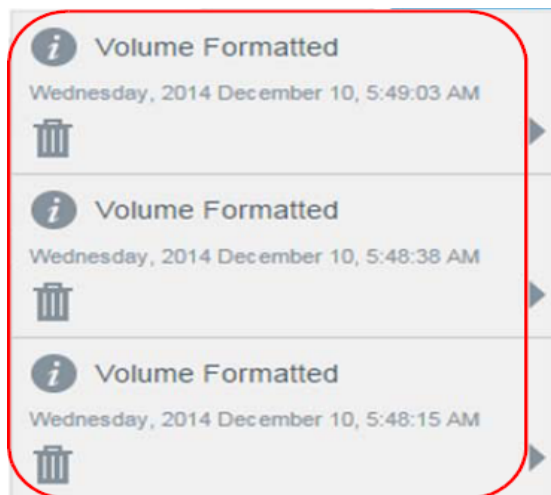 Volume Formatted
Wednesday, 2014 December 10, 5:49:03 AM
Volume Formatted
Wednesday, 2014 December 10, 5:48:38 AM
Volume Formatted
Wednesday, 2014 December 10, 5:48:15 AM